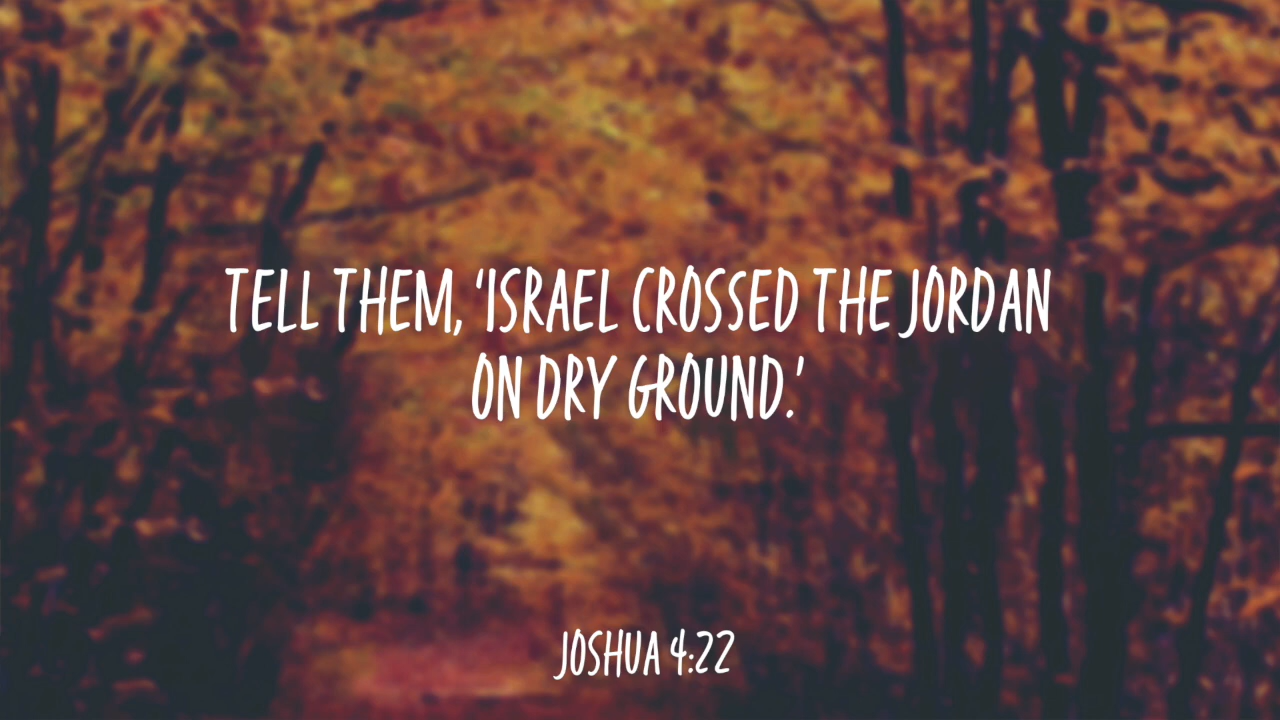 TELL THEM, 'ISRAEL CROSSED THE JORDAN
ON DRY GROUND.'
JOSHUA 4:22